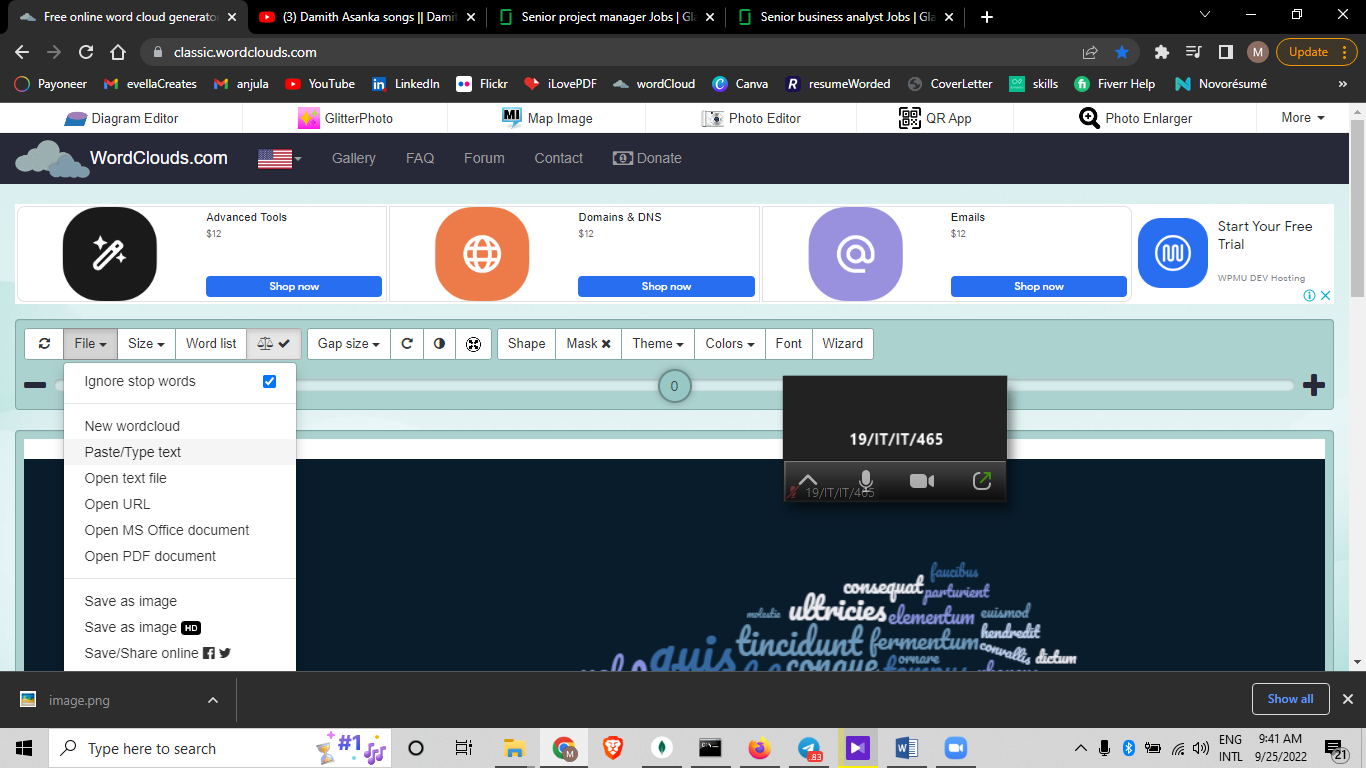 Free online word cloud generator
(3) Damith Asanka songs || Damit
Senior project manager Jobs | Gla
Senior business analyst Jobs | Gla
classic.wordclouds.com
M
Update
Payoneer
evellaCreates
anjula
YouTube
LinkedIn
Flickr
iLovePDF
wordCloud
Canva
resumeWorded
CoverLetter
skills
Fiverr Help
Novorésumé
»
Diagram Editor
GlitterPhoto
Map Image
Photo Editor
QR App
Photo Enlarger
More
WordClouds.com
Gallery
FAQ
Forum
Contact
Donate
Advanced Tools
$12
Shop now
Domains & DNS
$12
Shop now
Emails
$12
Shop now
Start Your Free
Trial
WPMU DEV Hosting
File
Size
Word list
Gap size
Shape
Mask
Theme
Colors
Font
Wizard
0
Ignore stop words
New wordcloud
Paste/Type text
Open text file
Open URL
Open MS Office document
Open PDF document
Save as image
Save as image HD
Save/Share online
19/IT/IT/465
19/IT/IT/465
faucibus
consequat parturient
molestie ultricies elementum euismod
quis tincidunt fermentum hendredit
congue ornare convallis dictum
tempus
image.png
Show all
Type here to search
#1
M
83
ENG
INTL
9:41 AM
9/25/2022
21